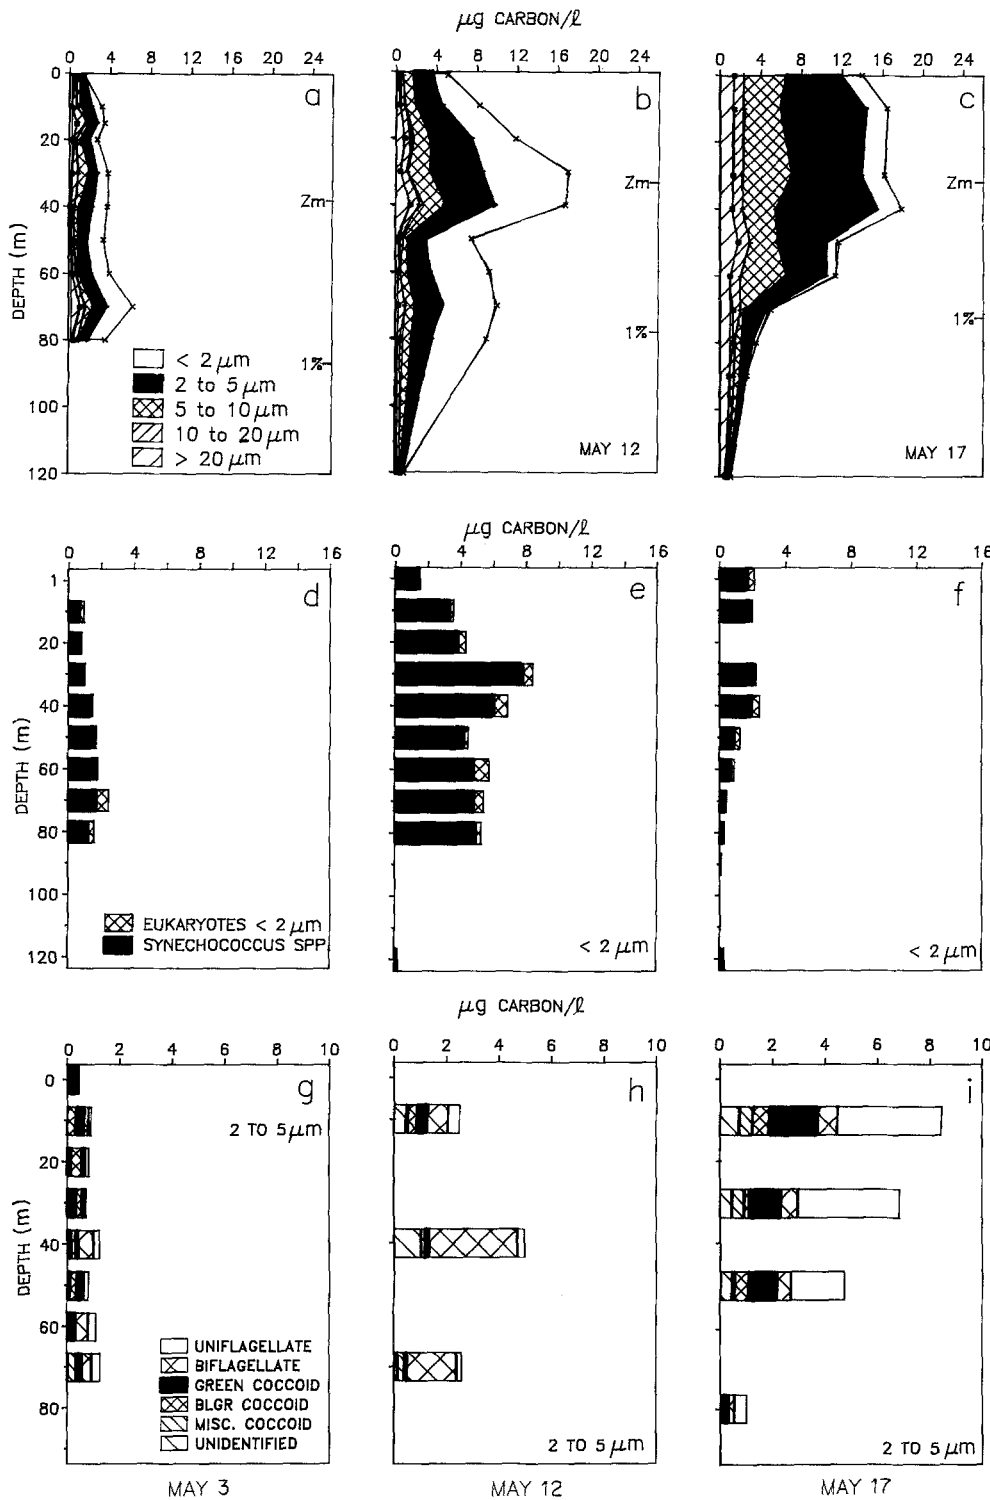 µg CARBON/ℓ
0 4 8 12 16 20 24
0 4 8 12 16 20 24
0 4 8 12 16 20 24
0
20
40
60
80
100
120
DEPTH (m)
a
b
c
Zm
Zm
Zm
1%
1%
1%
< 2 µm
2 to 5 µm
5 to 10 µm
10 to 20 µm
> 20 µm
MAY 12
MAY 17
µg CARBON/ℓ
0 4 8 12 16
0 4 8 12 16
0 4 8 12 16
1
20
40
60
80
100
120
DEPTH (m)
d
e
f
EUKARYOTES < 2 µm
SYNECHOCOCCUS SPP
< 2 µm
< 2 µm
µg CARBON/ℓ
0 2 4 6 8 10
0 2 4 6 8 10
0 2 4 6 8 10
0
20
40
60
80
DEPTH (m)
g
h
i
2 TO 5 µm
UNIFLAGELLATE
BIFLAGELLATE
GREEN COCCOID
BLGR COCCOID
MISC. COCCOID
UNIDENTIFIED
2 TO 5 µm
2 TO 5 µm
MAY 3
MAY 12
MAY 17